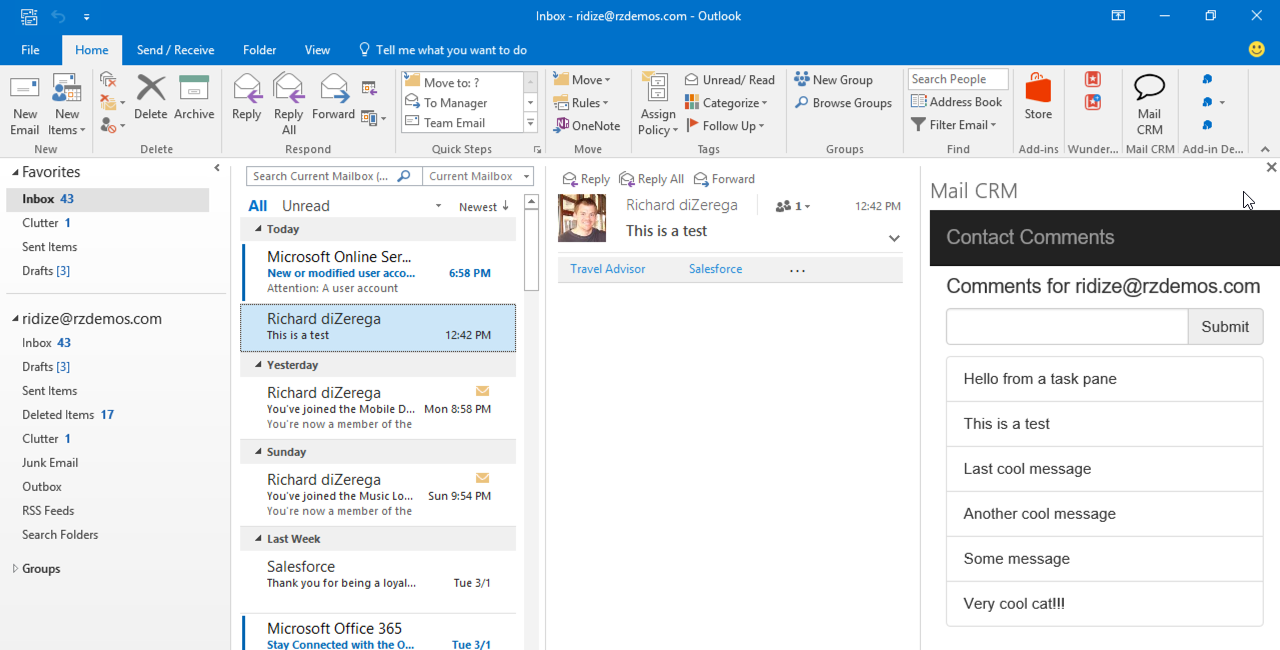 Inbox - ridize@rzdemos.com - Outlook
File Home Send / Receive Folder View Tell me what you want to do
New Email
New Items
New
Delete
Archive
Delete
Reply
Reply All
Forward
Respond
Move to: ?
To Manager
Team Email
Quick Steps
Move
Rules
OneNote
Move
Assign Policy
Unread/ Read
Categorize
Follow Up
Tags
New Group
Browse Groups
Groups
Search People
Address Book
Filter Email
Find
Store
Add-ins
Wunder...
Mail CRM
Mail CRM
Add-in De...
Favorites
Inbox 43
Clutter 1
Sent Items
Drafts [3]
ridize@rzdemos.com
Inbox 43
Drafts [3]
Sent Items
Deleted Items 17
Clutter 1
Junk Email
Outbox
RSS Feeds
Search Folders
Groups
Search Current Mailbox (... Current Mailbox
All Unread Newest
Today
Microsoft Online Ser...
New or modified user acco... 6:58 PM
Attention: A user account
Richard diZerega
This is a test 12:42 PM
Yesterday
Richard diZerega
You've joined the Mobile D... Mon 8:58 PM
You're now a member of the
Sunday
Richard diZerega
You've joined the Music Lo... Sun 9:54 PM
You're now a member of the
Last Week
Salesforce
Thank you for being a loyal... Tue 3/1
Microsoft Office 365
Stay Connected with the O... Tue 3/1
Reply Reply All Forward
Richard diZerega 1 12:42 PM
This is a test
Travel Advisor Salesforce ...
Mail CRM
Contact Comments
Comments for ridize@rzdemos.com
Submit
Hello from a task pane
This is a test
Last cool message
Another cool message
Some message
Very cool cat!!!